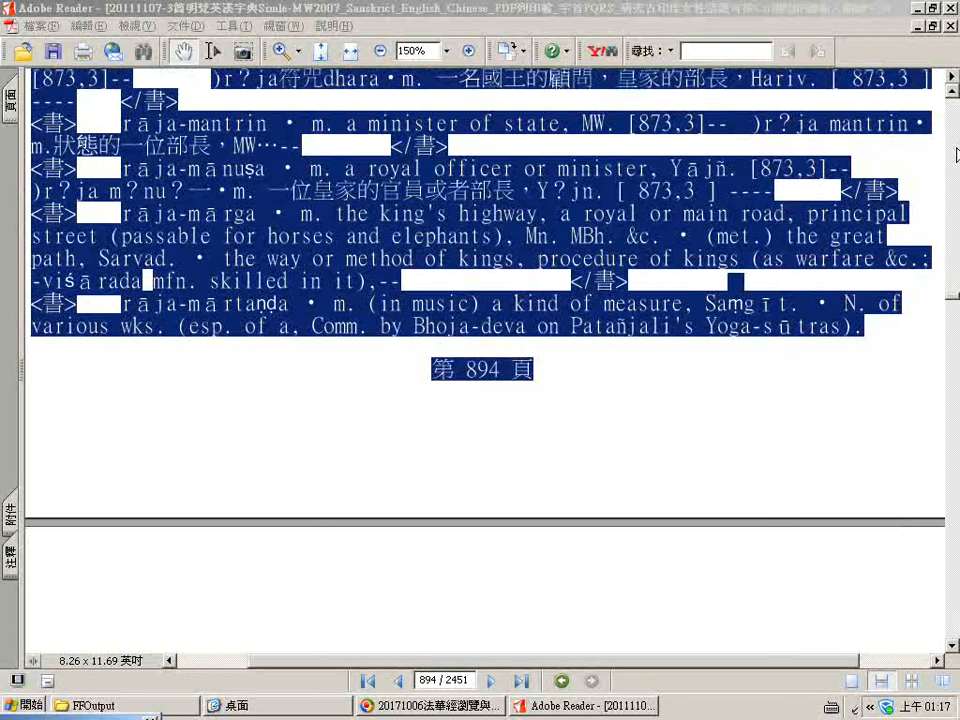 Adobe Reader
檔案(F) 編輯(E) 檢視(V) 文件(D) 工具(T) 視窗(W) 說明(H)
150% 尋找：
頁面
[873,3]-- )r？ja符咒dhara‧m. 一名國王的顧問，皇家的部長，Hariv. [ 873,3 ]
---- </書>
<書> rāja-mantrin ‧ m. a minister of state, MW. [873,3]-- )r？ja mantrin‧
m.狀態的一位部長，MW…-- </書>
<書> rāja-mānuṣa ‧ m. a royal officer or minister, Yājñ. [873,3]--
)r？ja m？nu？一‧m. 一位皇家的官員或者部長，Y？jn. [ 873,3 ] ---- </書>
<書> rāja-mārga ‧ m. the king's highway, a royal or main road, principal
street (passable for horses and elephants), Mn. MBh. &c. ‧ (met.) the great
path, Sarvad. ‧ the way or method of kings, procedure of kings (as warfare &c.;
-viśārada mfn. skilled in it),-- </書>
<書> rāja-mārtaṇḍa ‧ m. (in music) a kind of measure, Saṃgīt. ‧ N. of
various wks. (esp. of a, Comm. by Bhoja-deva on Patañjali's Yoga-sūtras).
第 894 頁
附件
注釋
8.26 x 11.69 英吋
894 / 2451
開始 FFOutput 桌面 20171006法華經瀏覽與... Adobe Reader - [2011110... 上午 01:17